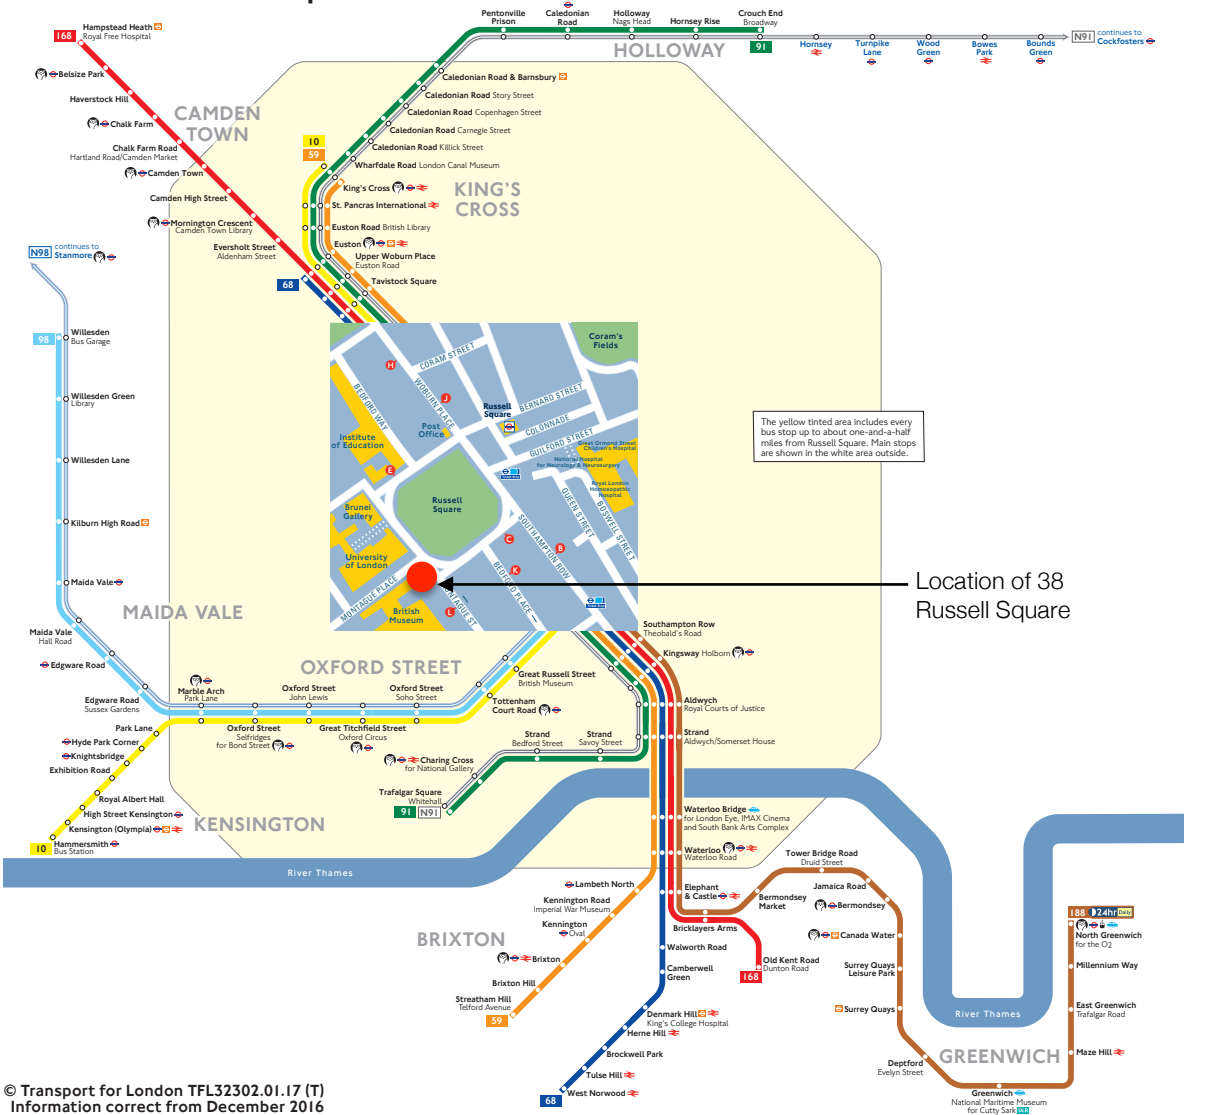 168
Hampstead Heath
Royal Free Hospital
Belsize Park
Haverstock Hill
Chalk Farm
CAMDEN
TOWN
Chalk Farm Road
Hartland Road/Camden Market
Camden Town
Camden High Street
Mornington Crescent
Camden Town Library
Eversholt Street
Aldenham Street
68
Pentonville
Prison
Caledonian
Road
Holloway
Nags Head
Hornsey Rise
Crouch End
Broadway
HOLLOWAY
91
Hornsey
Turnpike
Lane
Wood
Green
Bowes
Park
Bounds
Green
N91
continues to
Cockfosters
Caledonian Road & Barnsbury
Caledonian Road Story Street
Caledonian Road Copenhagen Street
Caledonian Road Carnegie Street
Caledonian Road Killick Street
Wharfdale Road London Canal Museum
10
59
King's Cross
KING'S
CROSS
St. Pancras International
Euston Road British Library
Euston
Upper Woburn Place
Euston Road
Tavistock Square
N98
continues to
Stanmore
98
Willesden
Bus Garage
Willesden Green
Library
Willesden Lane
Kilburn High Road
Maida Vale
MAIDA VALE
Maida Vale
Hall Road
Edgware Road
Edgware Road
Sussex Gardens
Coram's
Fields
CORAM STREET
H
BEDFORD WAY
WOBURN PLACE
J
Russell
Square
BERNARD STREET
COLONNADE
GUILFORD STREET
Post
Office
Institute
of Education
E
Great Ormond Street
Children's Hospital
National Hospital
for Neurology & Neurosurgery
Royal London
Homoeopathic
Hospital
Russell
Square
QUEEN STREET
BOSWELL STREET
Brunei
Gallery
SOUTHAMPTON ROW
C
B
University
of London
K
BEDFORD PLACE
MONTAGUE PLACE
MONTAGUE ST
L
British
Museum
The yellow tinted area includes every
bus stop up to about one-and-a-half
miles from Russell Square. Main stops
are shown in the white area outside.
Location of 38
Russell Square
Southampton Row
Theobald's Road
Kingsway Holborn
OXFORD STREET
Marble Arch
Park Lane
Oxford Street
John Lewis
Oxford Street
Soho Street
Great Russell Street
British Museum
Tottenham
Court Road
Oxford Street
Selfridges
for Bond Street
Great Titchfield Street
Oxford Circus
Park Lane
Hyde Park Corner
Knightsbridge
Exhibition Road
Royal Albert Hall
High Street Kensington
Kensington (Olympia)
Hammersmith
Bus Station
10
KENSINGTON
Strand
Bedford Street
Strand
Savoy Street
Charing Cross
for National Gallery
Trafalgar Square
Whitehall
91
N91
Aldwych
Royal Courts of Justice
Strand
Aldwych/Somerset House
Waterloo Bridge
for London Eye, IMAX Cinema
and South Bank Arts Complex
Waterloo
Waterloo Road
River Thames
Lambeth North
Kennington Road
Imperial War Museum
Kennington
Oval
BRIXTON
Brixton
Brixton Hill
Streatham Hill
Telford Avenue
59
Elephant
& Castle
Bricklayers Arms
Walworth Road
Camberwell
Green
Old Kent Road
Dunton Road
168
Denmark Hill
King's College Hospital
Herne Hill
Brockwell Park
Tulse Hill
West Norwood
68
Tower Bridge Road
Druid Street
Bermondsey
Market
Jamaica Road
Bermondsey
Canada Water
Surrey Quays
Leisure Park
Surrey Quays
Deptford
Evelyn Street
River Thames
GREENWICH
Greenwich
National Maritime Museum
for Cutty Sark DLR
188 24hr Daily
North Greenwich
for the O2
Millennium Way
East Greenwich
Trafalgar Road
Maze Hill
© Transport for London TFL32302.01.17 (T)
Information correct from December 2016